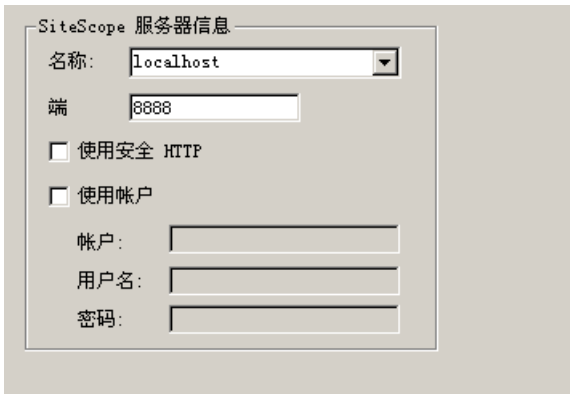 SiteScope 服务器信息
名称: localhost
端 8888
使用安全 HTTP
使用帐户
帐户:
用户名:
密码: